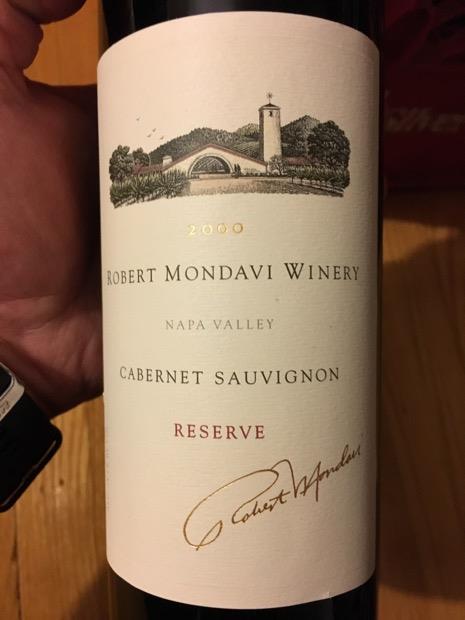 2000
ROBERT MONDAVI WINERY
NAPA VALLEY
CABERNET SAUVIGNON
RESERVE
Robert Mondavi